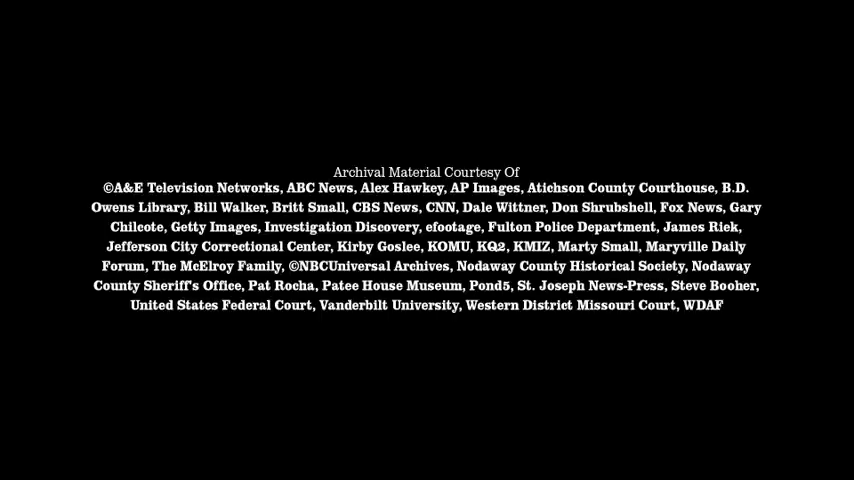 Archival Material Courtesy Of
©A&E Television Networks, ABC News, Alex Hawkey, AP Images, Atichson County Courthouse, B.D.
Owens Library, Bill Walker, Britt Small, CBS News, CNN, Dale Wittner, Don Shrubshell, Fox News, Gary
Chilcote, Getty Images, Investigation Discovery, efootage, Fulton Police Department, James Riek,
Jefferson City Correctional Center, Kirby Goslee, KOMU, KQ2, KMIZ, Marty Small, Maryville Daily
Forum, The McElroy Family, ©NBCUniversal Archives, Nodaway County Historical Society, Nodaway
County Sheriff's Office, Pat Rocha, Patee House Museum, Pond5, St. Joseph News-Press, Steve Booher,
United States Federal Court, Vanderbilt University, Western District Missouri Court, WDAF